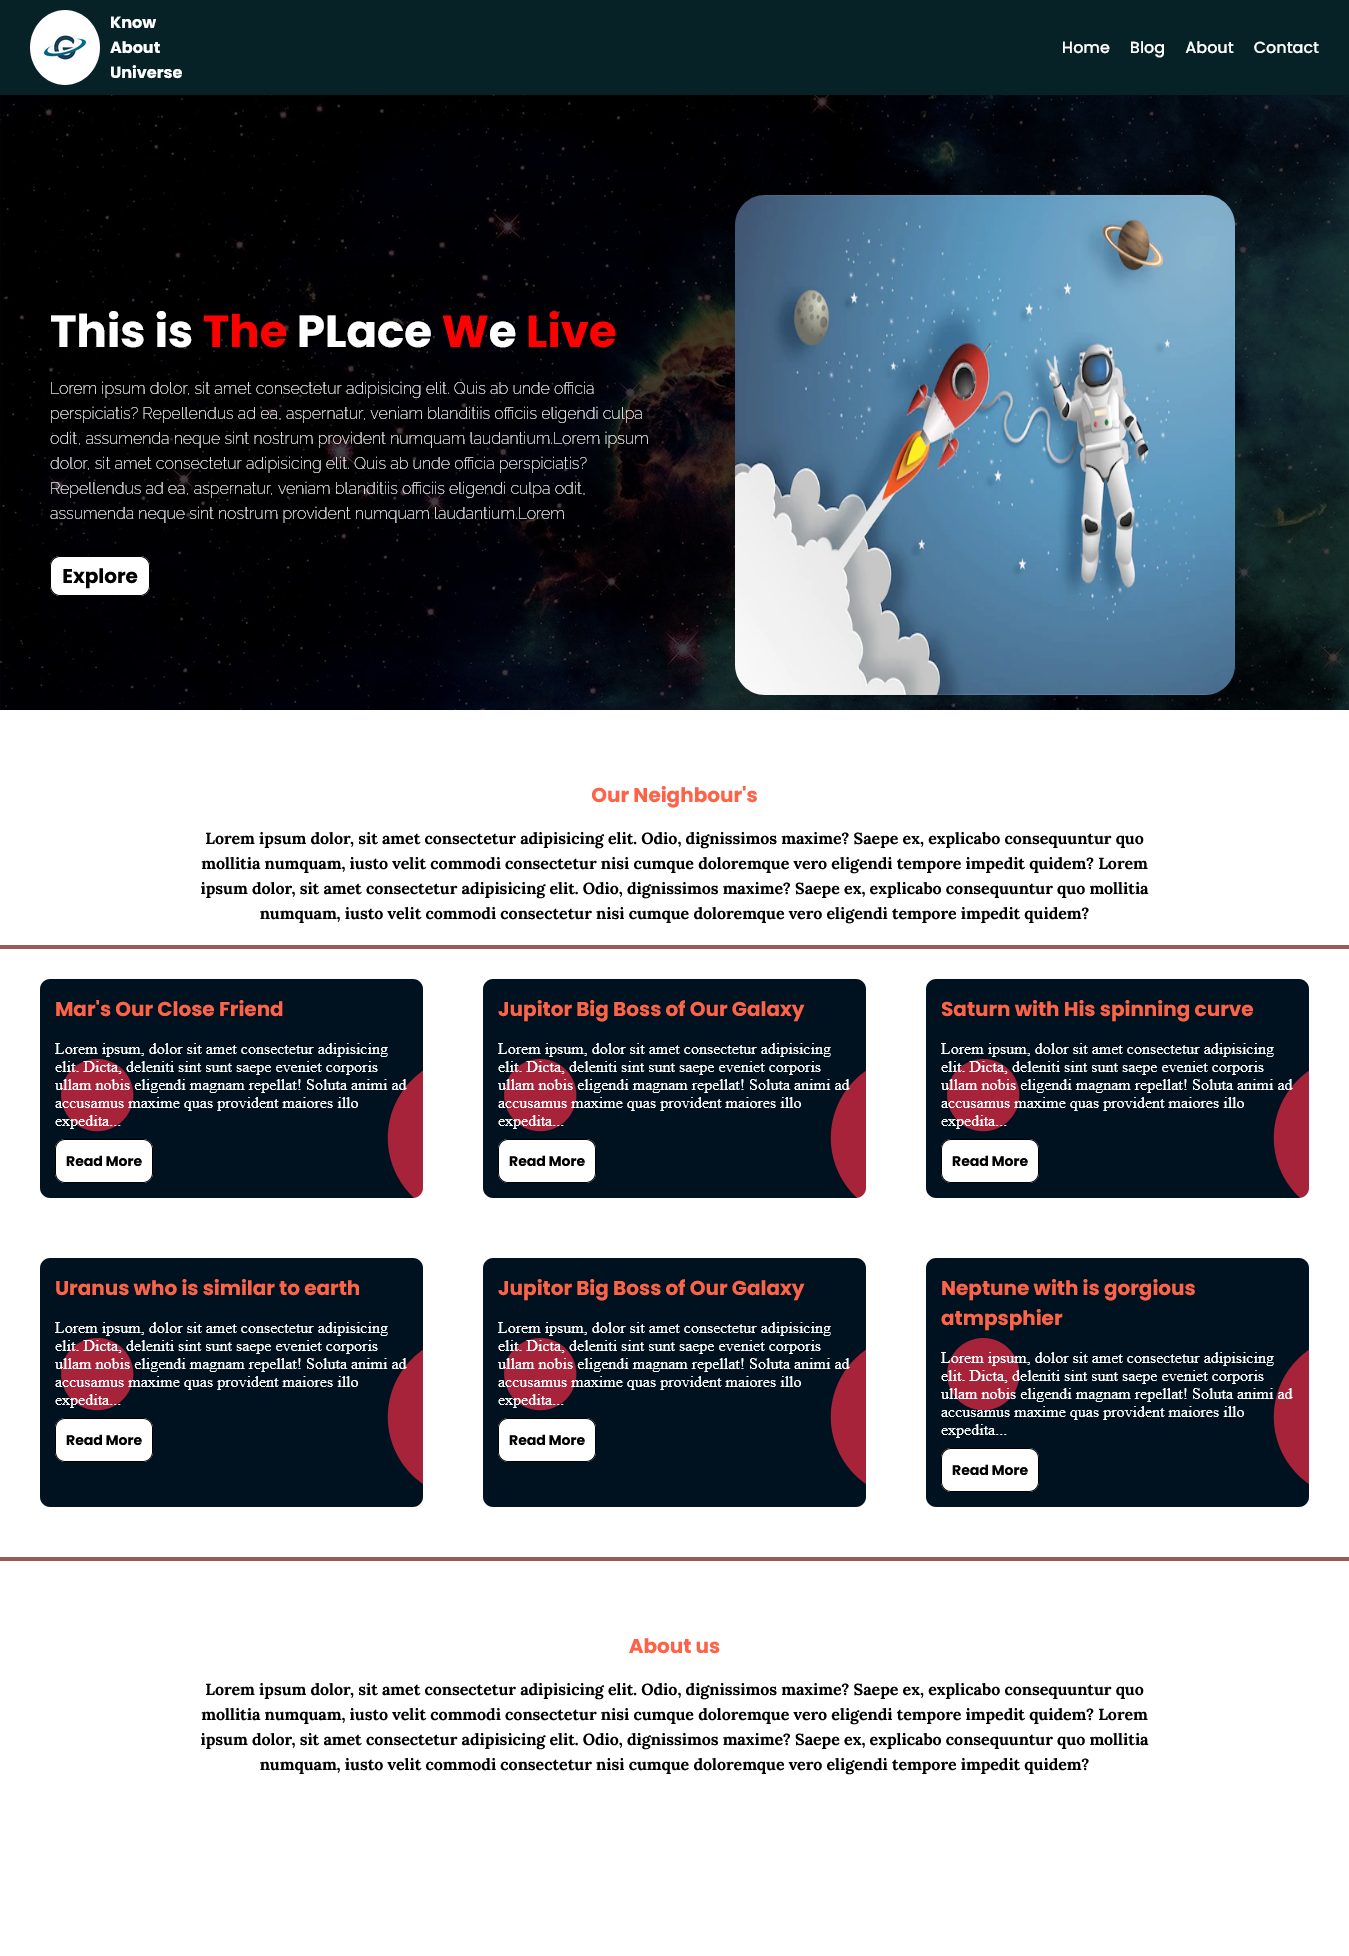 Know
About
Universe
Home Blog About Contact
This is The PLace We Live
Lorem ipsum dolor, sit amet consectetur adipisicing elit. Quis ab unde officia
perspiciatis? Repellendus ad ea, aspernatur, veniam blanditiis officiis eligendi culpa
odit, assumenda neque sint nostrum provident numquam laudantium.Lorem ipsum
dolor, sit amet consectetur adipisicing elit. Quis ab unde officia perspiciatis?
Repellendus ad ea, aspernatur, veniam blanditiis officiis eligendi culpa odit,
assumenda neque sint nostrum provident numquam laudantium.Lorem
Explore
Our Neighbour's
Lorem ipsum dolor, sit amet consectetur adipisicing elit. Odio, dignissimos maxime? Saepe ex, explicabo consequuntur quo
mollitia numquam, iusto velit commodi consectetur nisi cumque doloremque vero eligendi tempore impedit quidem? Lorem
ipsum dolor, sit amet consectetur adipisicing elit. Odio, dignissimos maxime? Saepe ex, explicabo consequuntur quo mollitia
numquam, iusto velit commodi consectetur nisi cumque doloremque vero eligendi tempore impedit quidem?
Mar's Our Close Friend
Lorem ipsum, dolor sit amet consectetur adipisicing
elit. Dicta, deleniti sint sunt saepe eveniet corporis
ullam nobis eligendi magnam repellat! Soluta animi ad
accusamus maxime quas provident maiores illo
expedita...
Read More
Jupitor Big Boss of Our Galaxy
Lorem ipsum, dolor sit amet consectetur adipisicing
elit. Dicta, deleniti sint sunt saepe eveniet corporis
ullam nobis eligendi magnam repellat! Soluta animi ad
accusamus maxime quas provident maiores illo
expedita...
Read More
Saturn with His spinning curve
Lorem ipsum, dolor sit amet consectetur adipisicing
elit. Dicta, deleniti sint sunt saepe eveniet corporis
ullam nobis eligendi magnam repellat! Soluta animi ad
accusamus maxime quas provident maiores illo
expedita...
Read More
Uranus who is similar to earth
Lorem ipsum, dolor sit amet consectetur adipisicing
elit. Dicta, deleniti sint sunt saepe eveniet corporis
ullam nobis eligendi magnam repellat! Soluta animi ad
accusamus maxime quas provident maiores illo
expedita...
Read More
Jupitor Big Boss of Our Galaxy
Lorem ipsum, dolor sit amet consectetur adipisicing
elit. Dicta, deleniti sint sunt saepe eveniet corporis
ullam nobis eligendi magnam repellat! Soluta animi ad
accusamus maxime quas provident maiores illo
expedita...
Read More
Neptune with is gorgious
atmpsphier
Lorem ipsum, dolor sit amet consectetur adipisicing
elit. Dicta, deleniti sint sunt saepe eveniet corporis
ullam nobis eligendi magnam repellat! Soluta animi ad
accusamus maxime quas provident maiores illo
expedita...
Read More
About us
Lorem ipsum dolor, sit amet consectetur adipisicing elit. Odio, dignissimos maxime? Saepe ex, explicabo consequuntur quo
mollitia numquam, iusto velit commodi consectetur nisi cumque doloremque vero eligendi tempore impedit quidem? Lorem
ipsum dolor, sit amet consectetur adipisicing elit. Odio, dignissimos maxime? Saepe ex, explicabo consequuntur quo mollitia
numquam, iusto velit commodi consectetur nisi cumque doloremque vero eligendi tempore impedit quidem?